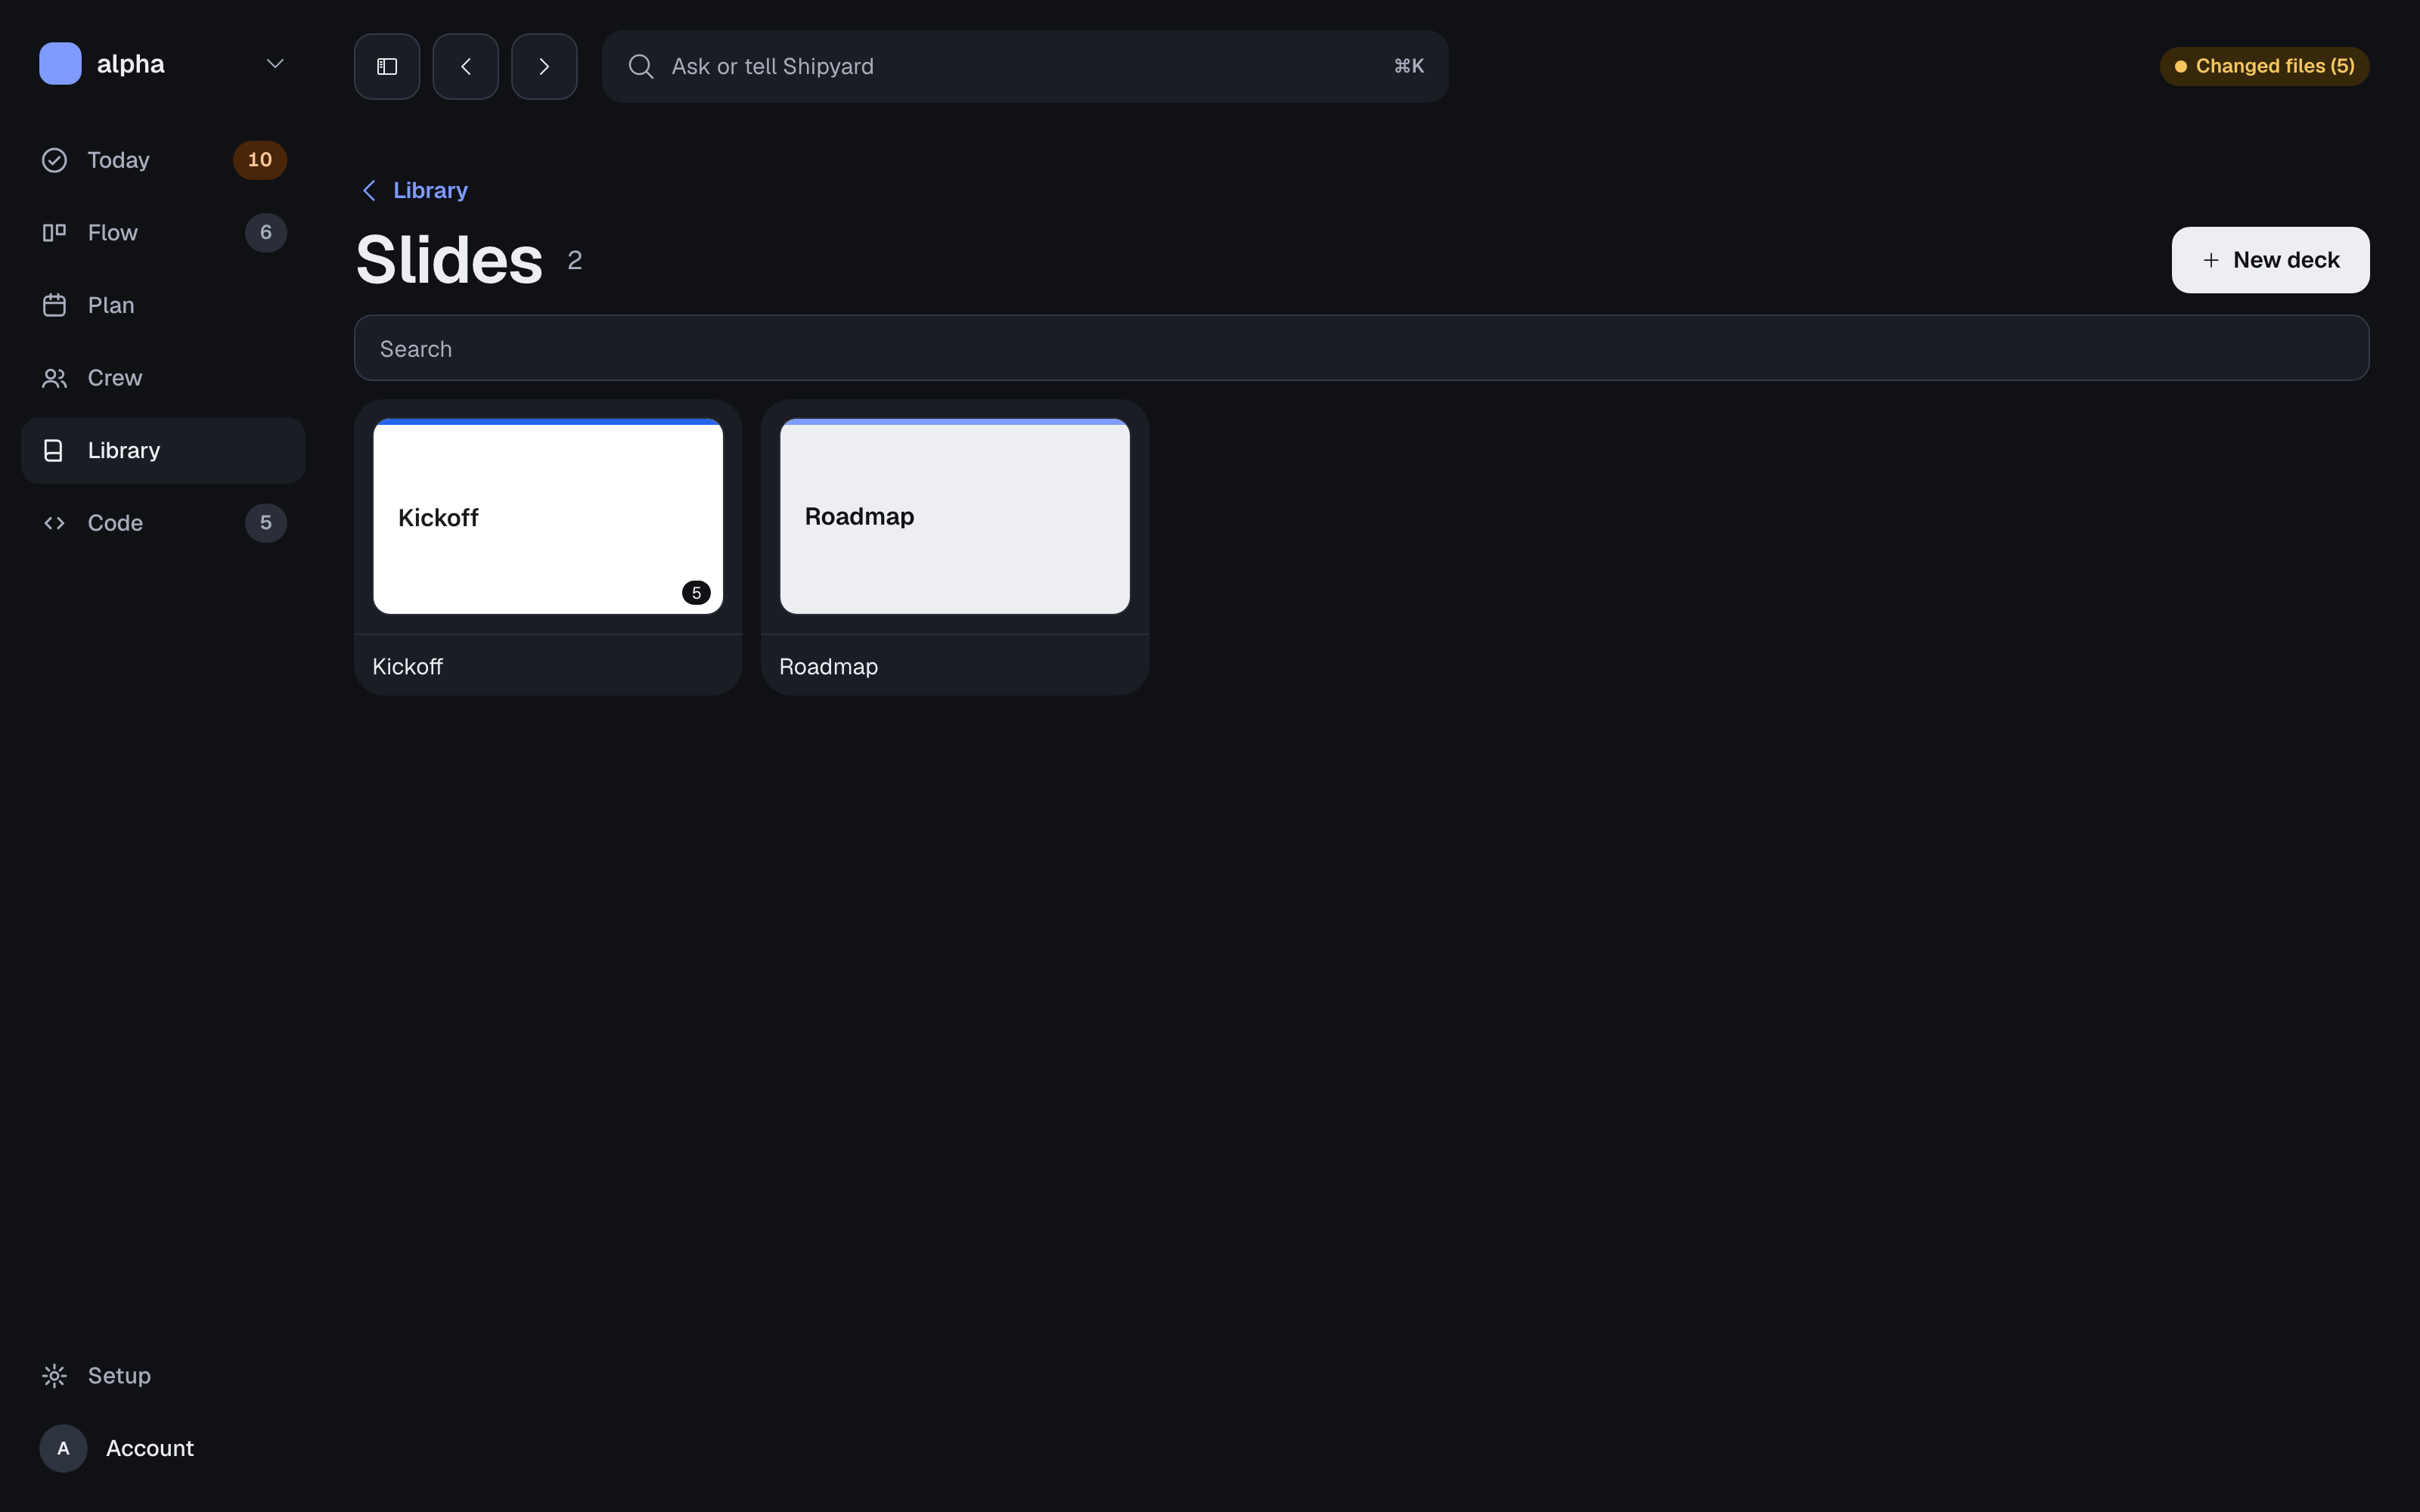 alpha
Ask or tell Shipyard
⌘K
Changed files (5)
Today
10
Flow
6
Plan
Crew
Library
Code
5
Library
Slides 2
New deck
Search
Kickoff
5
Kickoff
Roadmap
Roadmap
Setup
A
Account